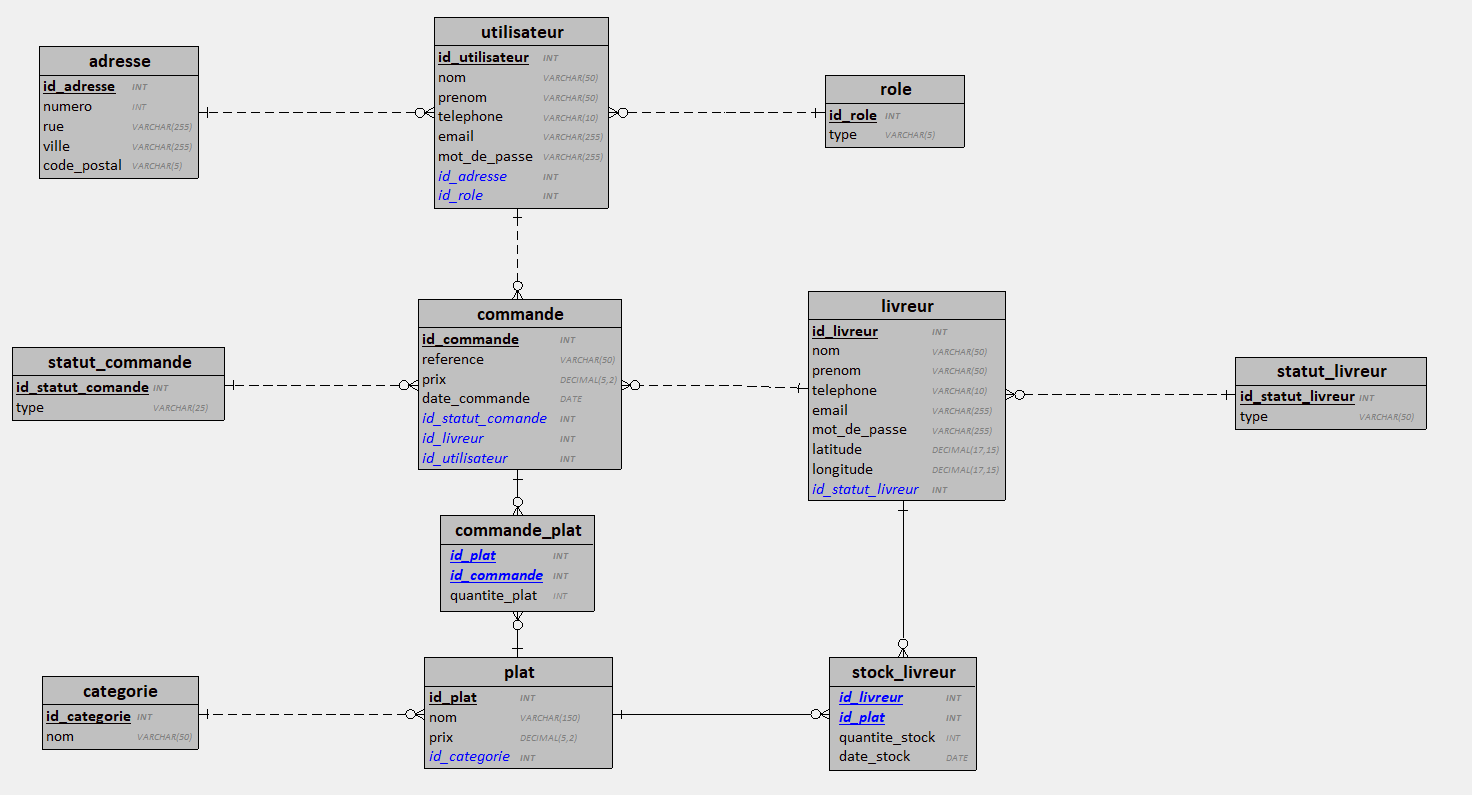 utilisateur
id_utilisateur INT
nom VARCHAR(50)
prenom VARCHAR(50)
telephone VARCHAR(10)
email VARCHAR(255)
mot_de_passe VARCHAR(255)
id_adresse INT
id_role INT
adresse
id_adresse INT
numero INT
rue VARCHAR(255)
ville VARCHAR(255)
code_postal VARCHAR(5)
role
id_role INT
type VARCHAR(5)
commande
id_commande INT
reference VARCHAR(50)
prix DECIMAL(5,2)
date_commande DATE
id_statut_comande INT
id_livreur INT
id_utilisateur INT
livreur
id_livreur INT
nom VARCHAR(50)
prenom VARCHAR(50)
telephone VARCHAR(10)
email VARCHAR(255)
mot_de_passe VARCHAR(255)
latitude DECIMAL(17,15)
longitude DECIMAL(17,15)
id_statut_livreur INT
statut_commande
id_statut_comande INT
type VARCHAR(25)
statut_livreur
id_statut_livreur INT
type VARCHAR(50)
commande_plat
id_plat INT
id_commande INT
quantite_plat INT
plat
id_plat INT
nom VARCHAR(150)
prix DECIMAL(5,2)
id_categorie INT
stock_livreur
id_livreur INT
id_plat INT
quantite_stock INT
date_stock DATE
categorie
id_categorie INT
nom VARCHAR(50)